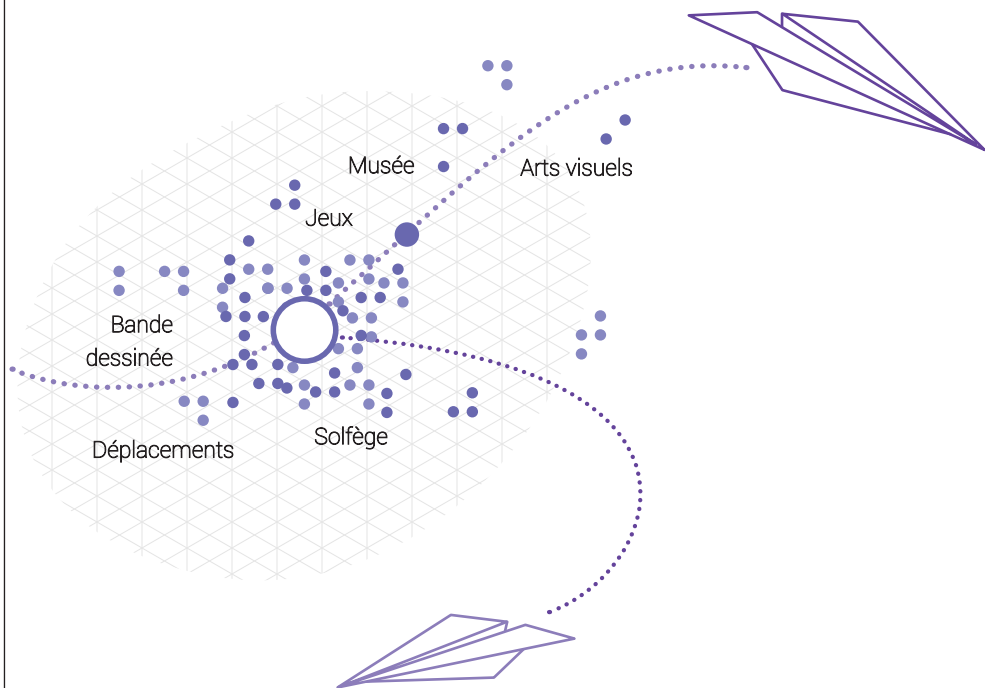 Musée
Arts visuels
Jeux
Bande
dessinée
Solfège
Déplacements